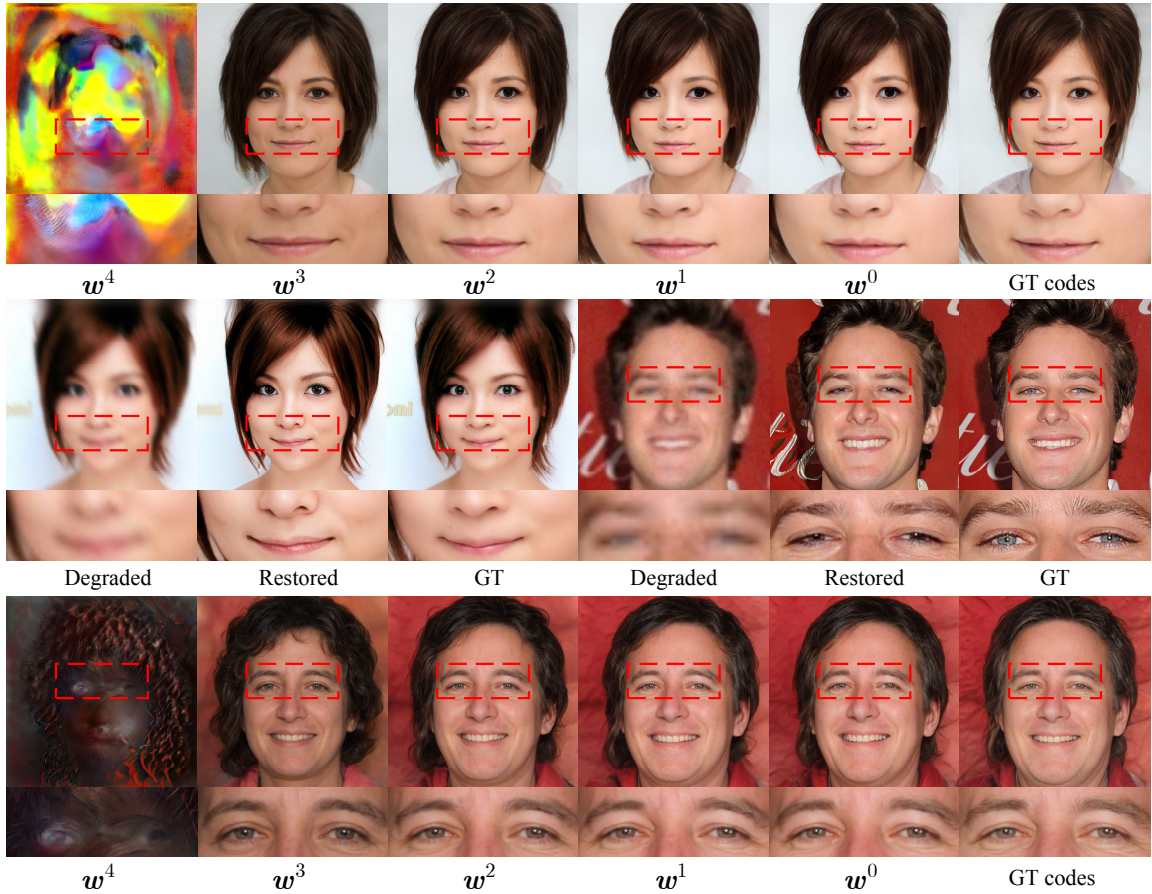 w⁴ w³ w² w¹ w⁰ GT codes
Degraded Restored GT Degraded Restored GT
w⁴ w³ w² w¹ w⁰ GT codes